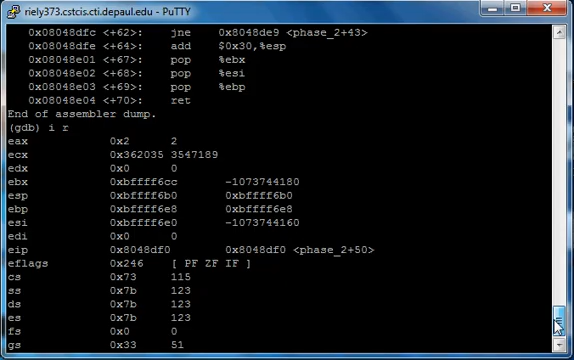 riely373.cstcis.cti.depaul.edu - PuTTY
0x08048dfc <+62>: jne 0x8048de9 <phase_2+43>
0x08048dfe <+64>: add $0x30,%esp
0x08048e01 <+67>: pop %ebx
0x08048e02 <+68>: pop %esi
0x08048e03 <+69>: pop %ebp
0x08048e04 <+70>: ret
End of assembler dump.
(gdb) i r
eax 0x2 2
ecx 0x362035 3547189
edx 0x0 0
ebx 0xbffff6cc -1073744180
esp 0xbffff6b0 0xbffff6b0
ebp 0xbffff6e8 0xbffff6e8
esi 0xbffff6e0 -1073744160
edi 0x0 0
eip 0x8048df0 0x8048df0 <phase_2+50>
eflags 0x246 [ PF ZF IF ]
cs 0x73 115
ss 0x7b 123
ds 0x7b 123
es 0x7b 123
fs 0x0 0
gs 0x33 51